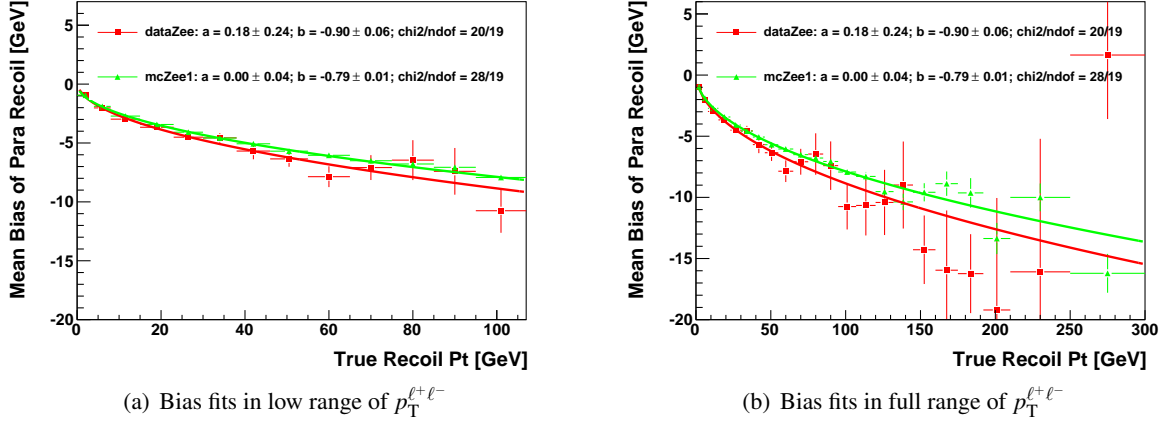 Mean Bias of Para Recoil [GeV]
5
0
-5
-10
-15
-20
dataZee: a = 0.18 ± 0.24; b = -0.90 ± 0.06; chi2/ndof = 20/19
mcZee1: a = 0.00 ± 0.04; b = -0.79 ± 0.01; chi2/ndof = 28/19
0 20 40 60 80 100
True Recoil Pt [GeV]
(a) Bias fits in low range of p_T^{ℓ+ℓ−}
Mean Bias of Para Recoil [GeV]
5
0
-5
-10
-15
-20
dataZee: a = 0.18 ± 0.24; b = -0.90 ± 0.06; chi2/ndof = 20/19
mcZee1: a = 0.00 ± 0.04; b = -0.79 ± 0.01; chi2/ndof = 28/19
0 50 100 150 200 250 300
True Recoil Pt [GeV]
(b) Bias fits in full range of p_T^{ℓ+ℓ−}